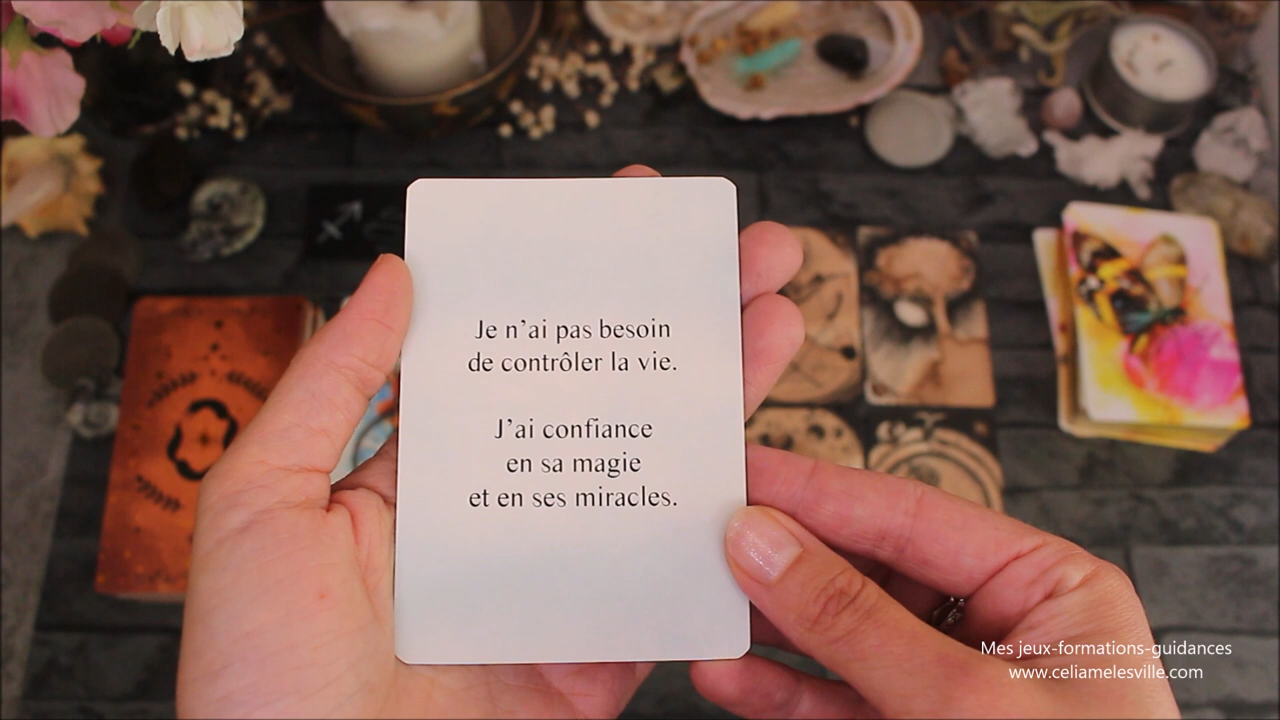 Je n’ai pas besoin
de contrôler la vie.
J’ai confiance
en sa magie
et en ses miracles.
Mes jeux-formations-guidances
www.celiamelesville.com